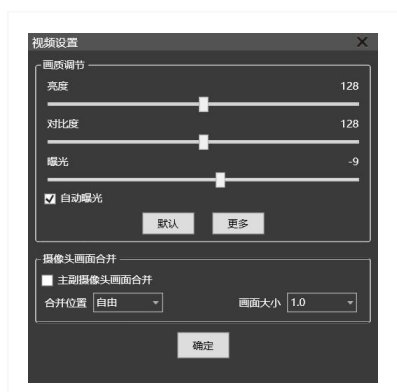 视频设置
画质调节
亮度 128
对比度 128
曝光 -9
自动曝光
默认 更多
摄像头画面合并
主副摄像头画面合并
合并位置 自由 画面大小 1.0
确定